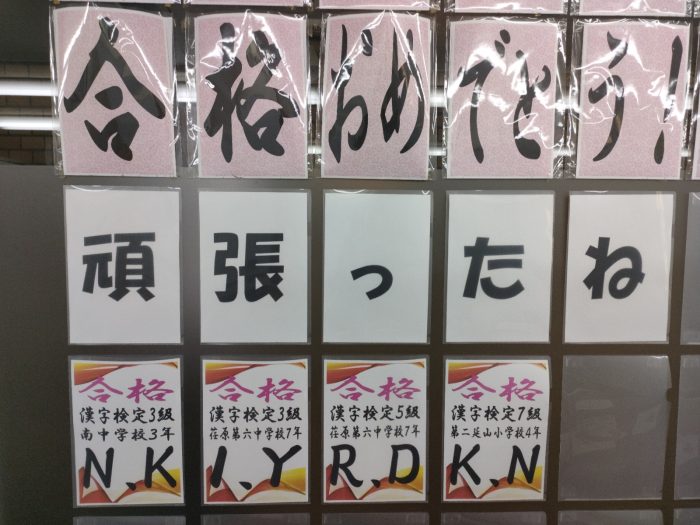 合格おめでとう!
頑張ったね
合格
漢字検定3級
南中学校3年
N.K
合格
漢字検定3級
荏原第六中学校7年
I.Y
合格
漢字検定5級
荏原第六中学校7年
R.D
合格
漢字検定7級
第二延山小学校4年
K.N